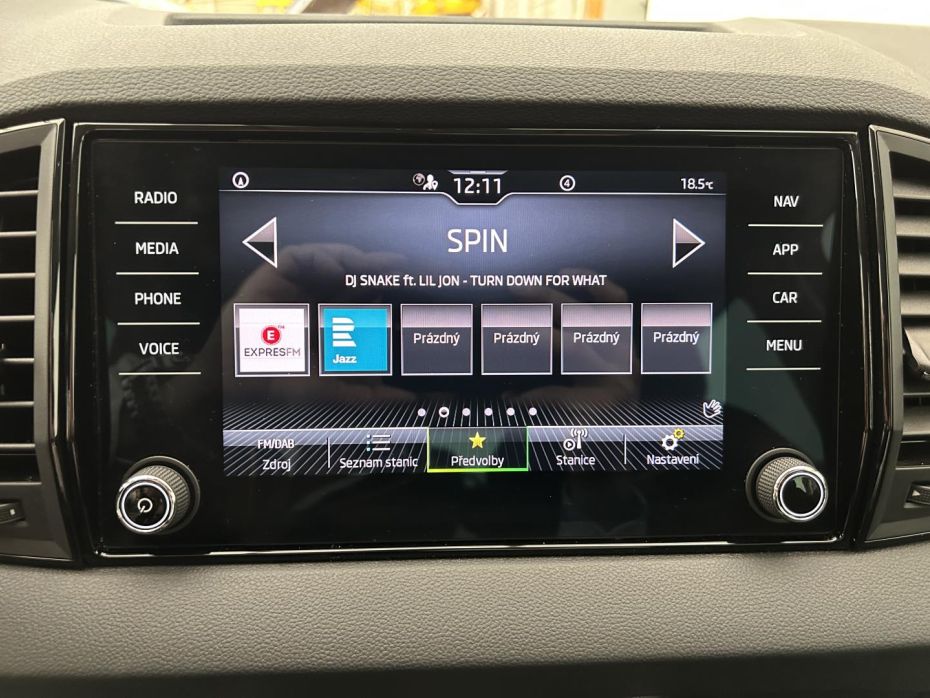 12:11
4
18.5°C
RADIO
MEDIA
PHONE
VOICE
SPIN
DJ SNAKE ft. LIL JON - TURN DOWN FOR WHAT
E
EXPRESFM
R
Jazz
Prázdný
Prázdný
Prázdný
Prázdný
FM/DAB
Zdroj
Seznam stanic
Předvolby
Stanice
Nastavení
NAV
APP
CAR
MENU